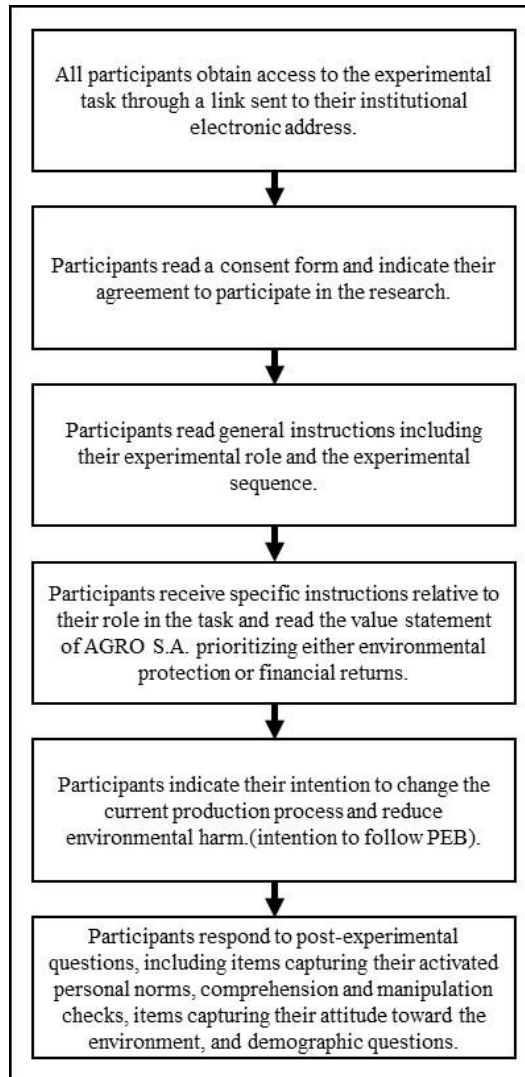 All participants obtain access to the experimental
task through a link sent to their institutional
electronic address.
Participants read a consent form and indicate their
agreement to participate in the research.
Participants read general instructions including
their experimental role and the experimental
sequence.
Participants receive specific instructions relative to
their role in the task and read the value statement
of AGRO S.A. prioritizing either environmental
protection or financial returns.
Participants indicate their intention to change the
current production process and reduce
environmental harm.(intention to follow PEB).
Participants respond to post-experimental
questions, including items capturing their activated
personal norms, comprehension and manipulation
checks, items capturing their attitude toward the
environment, and demographic questions.